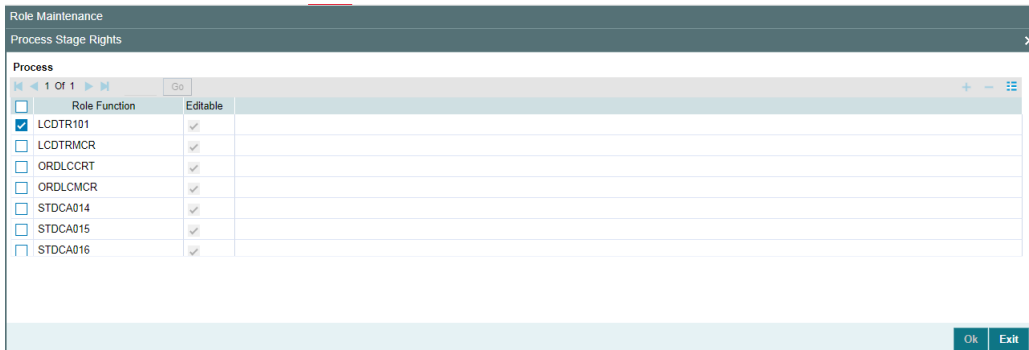 Role Maintenance
Process Stage Rights
Process
1 Of 1 Go
Role Function Editable
LCDTR101
LCDTRMCR
ORDLCCRT
ORDLCMCR
STDCA014
STDCA015
STDCA016
Ok Exit